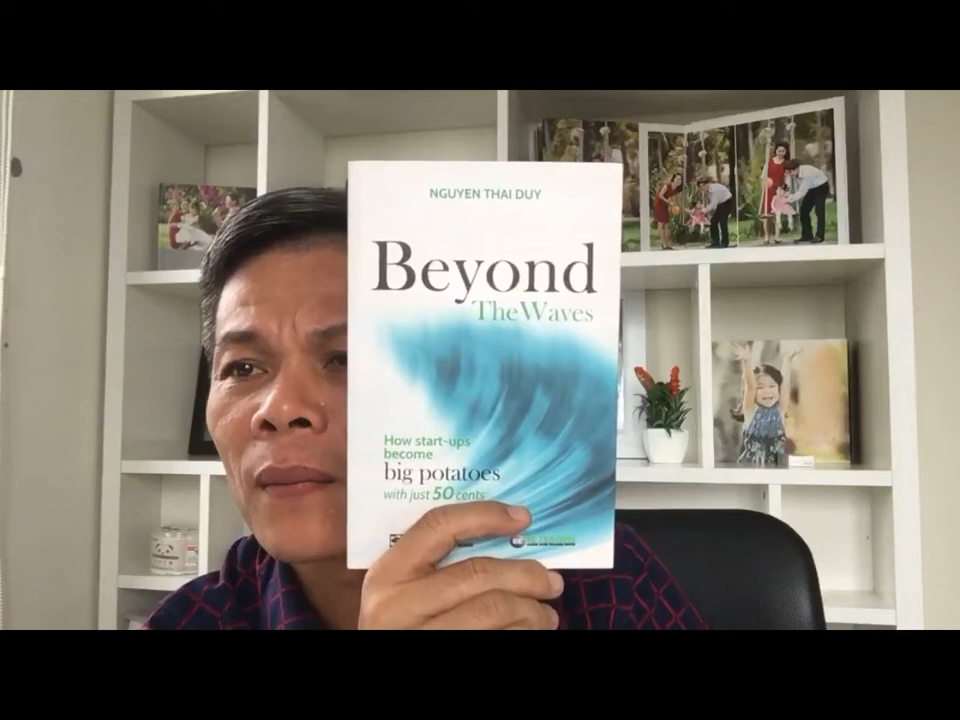 NGUYEN THAI DUY
Beyond
The Waves
How start-ups
become
big potatoes
with just 50 cents